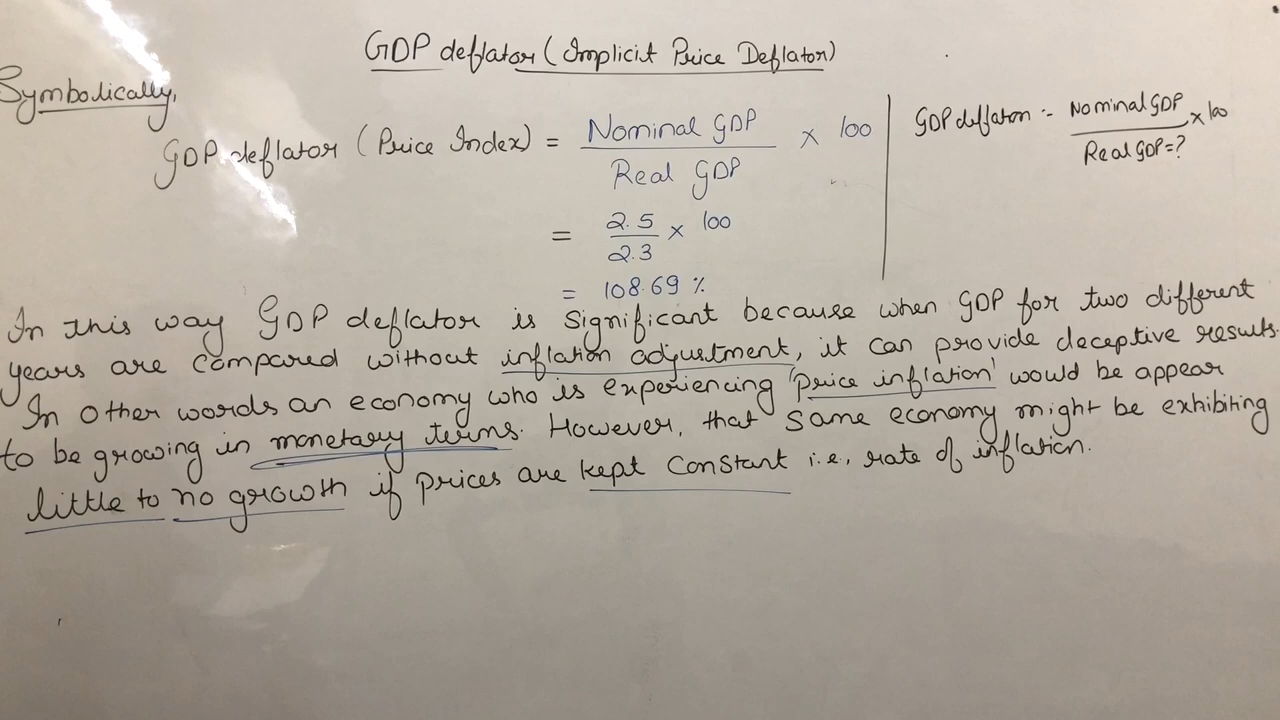 GDP deflator (Implicit Price Deflator)
Symbolically,
GDP deflator (Price Index) = Nominal GDP / Real GDP × 100
= 2.5 / 2.3 × 100
= 108.69 %
GDP deflator :- Nominal GDP / Real GDP = ? × 100
In this way GDP deflator is significant because when GDP for two different
years are compared without inflation adjustment, it can provide deceptive results.
In other words an economy who is experiencing 'price inflation' would be appear
to be growing in monetary terms. However, that same economy might be exhibiting
little to no growth if prices are kept constant i.e., rate of inflation.